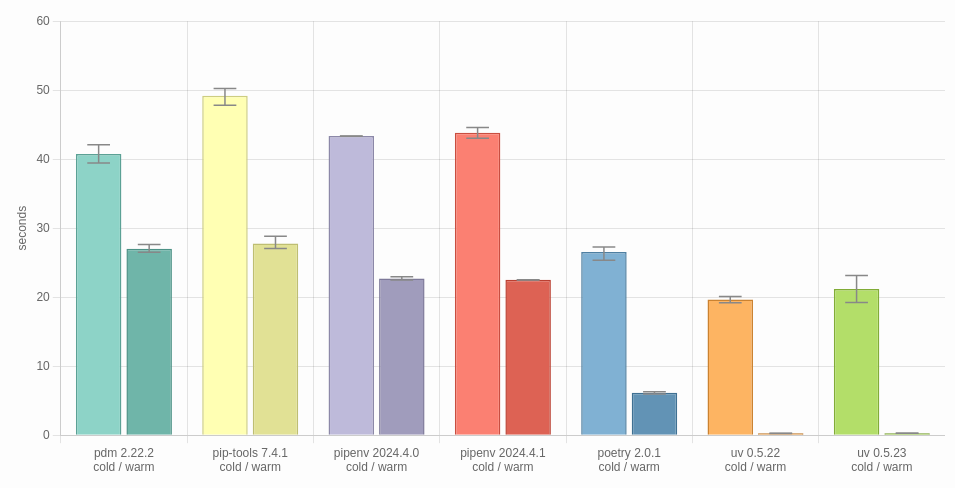 60
50
40
30
20
10
0
seconds
pdm 2.22.2
cold / warm
pip-tools 7.4.1
cold / warm
pipenv 2024.4.0
cold / warm
pipenv 2024.4.1
cold / warm
poetry 2.0.1
cold / warm
uv 0.5.22
cold / warm
uv 0.5.23
cold / warm